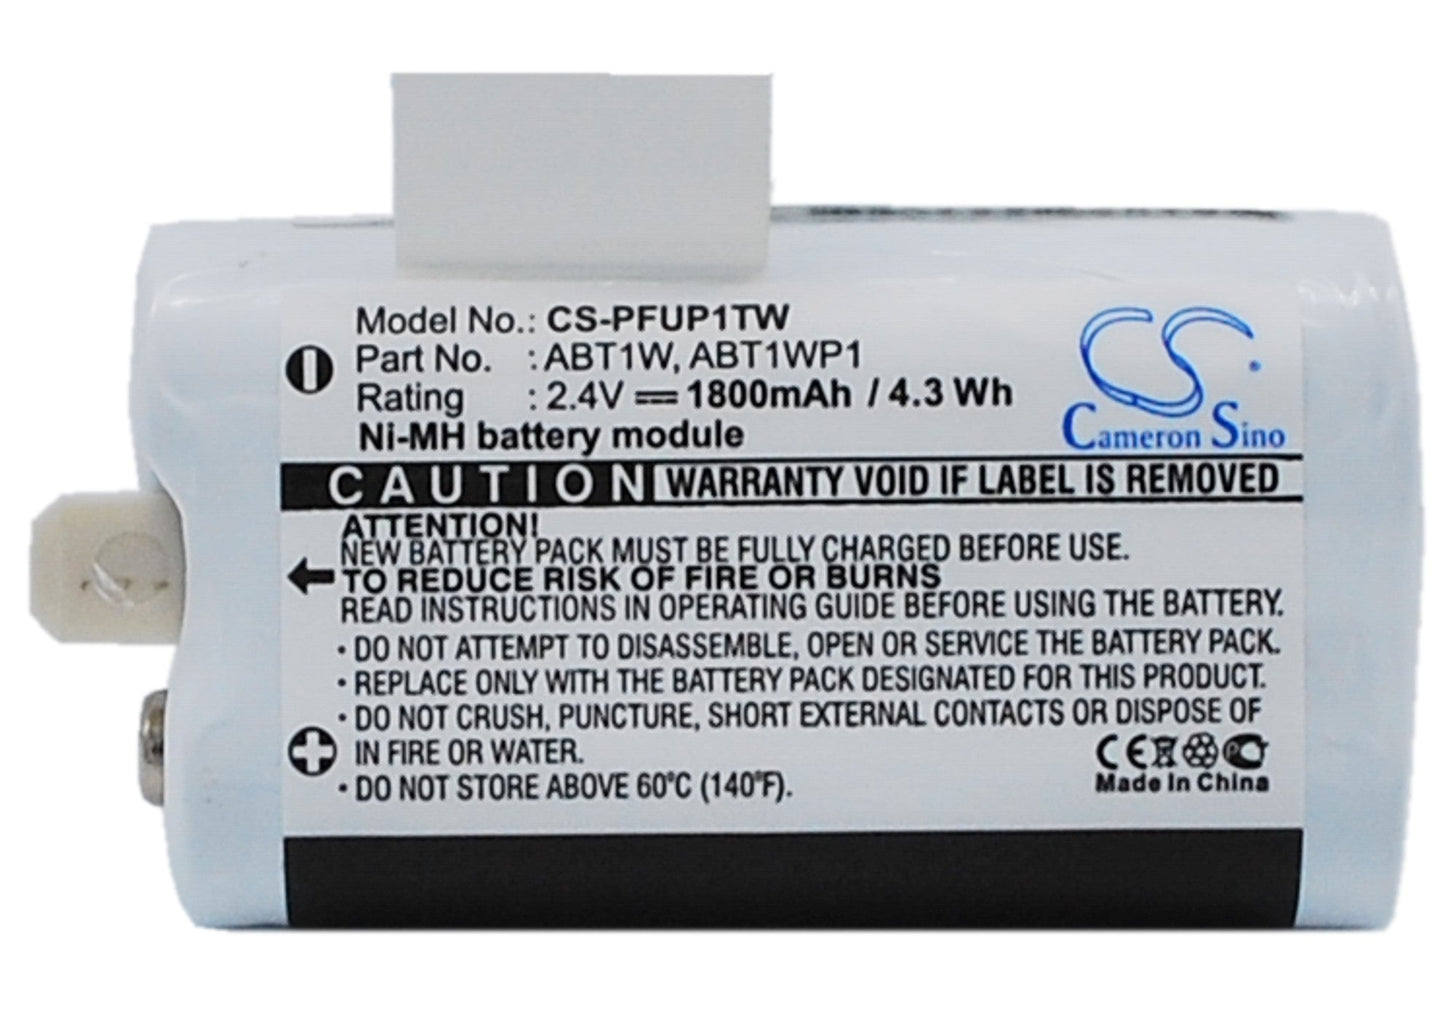 Model No.: CS-PFUP1TW
Part No. : ABT1W, ABT1WP1
Rating : 2.4V 1800mAh / 4.3 Wh
Ni-MH battery module
CS
Cameron Sino
CAUTION WARRANTY VOID IF LABEL IS REMOVED
ATTENTION!
NEW BATTERY PACK MUST BE FULLY CHARGED BEFORE USE.
TO REDUCE RISK OF FIRE OR BURNS
READ INSTRUCTIONS IN OPERATING GUIDE BEFORE USING THE BATTERY.
• DO NOT ATTEMPT TO DISASSEMBLE, OPEN OR SERVICE THE BATTERY PACK.
• REPLACE ONLY WITH THE BATTERY PACK DESIGNATED FOR THIS PRODUCT.
• DO NOT CRUSH, PUNCTURE, SHORT EXTERNAL CONTACTS OR DISPOSE OF
IN FIRE OR WATER.
• DO NOT STORE ABOVE 60°C (140°F).
CE
Made In China